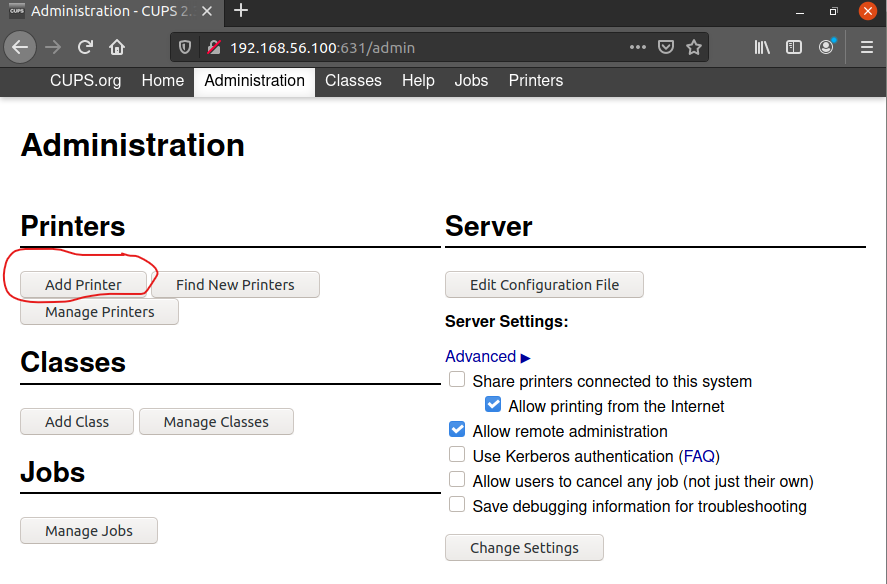 CUPS Administration - CUPS 2.
192.168.56.100:631/admin
CUPS.org Home Administration Classes Help Jobs Printers
Administration
Printers
Add Printer Find New Printers
Manage Printers
Classes
Add Class Manage Classes
Jobs
Manage Jobs
Server
Edit Configuration File
Server Settings:
Advanced ▶
Share printers connected to this system
Allow printing from the Internet
Allow remote administration
Use Kerberos authentication (FAQ)
Allow users to cancel any job (not just their own)
Save debugging information for troubleshooting
Change Settings